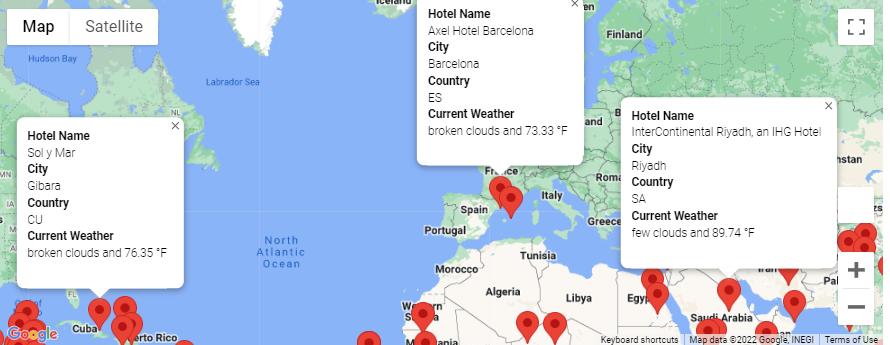 Map Satellite
Hotel Name
Axel Hotel Barcelona
City
Barcelona
Country
ES
Current Weather
broken clouds and 73.33 °F
Hotel Name
InterContinental Riyadh, an IHG Hotel
City
Riyadh
Country
SA
Current Weather
few clouds and 89.74 °F
Hotel Name
Sol y Mar
City
Gibara
Country
CU
Current Weather
broken clouds and 76.35 °F
Iceland
Finland
Hudson Bay
Labrador Sea
NL
France
Italy
Spain
Portugal
Greece
North
Atlantic
Ocean
Morocco
Tunisia
Algeria
Libya
Egypt
Western
Saudi Arabia
Cuba
Google
Keyboard shortcuts
Map data ©2022 Google, INEGI
Terms of Use